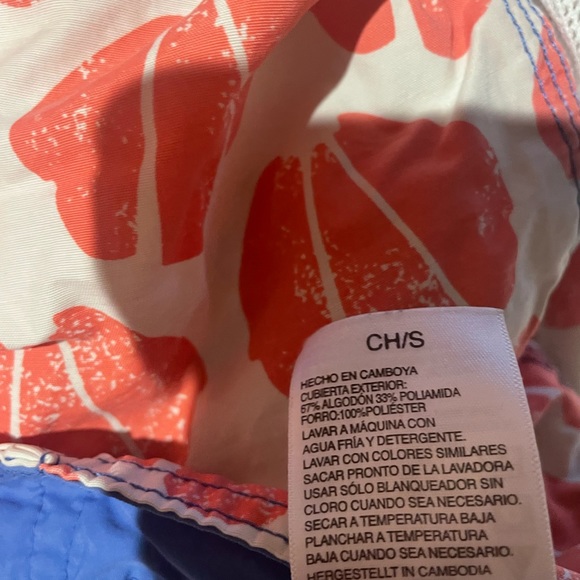 CH/S
HECHO EN CAMBOYA
CUBIERTA EXTERIOR:
67% ALGODÓN 33% POLIAMIDA
FORRO:100%POLIÉSTER
LAVAR A MÁQUINA CON
AGUA FRÍA Y DETERGENTE.
LAVAR CON COLORES SIMILARES
SACAR PRONTO DE LA LAVADORA
USAR SÓLO BLANQUEADOR SIN
CLORO CUANDO SEA NECESARIO.
SECAR A TEMPERATURA BAJA
PLANCHAR A TEMPERATURA
BAJA CUANDO SEA NECESARIO.
HERGESTELLT IN CAMBODIA